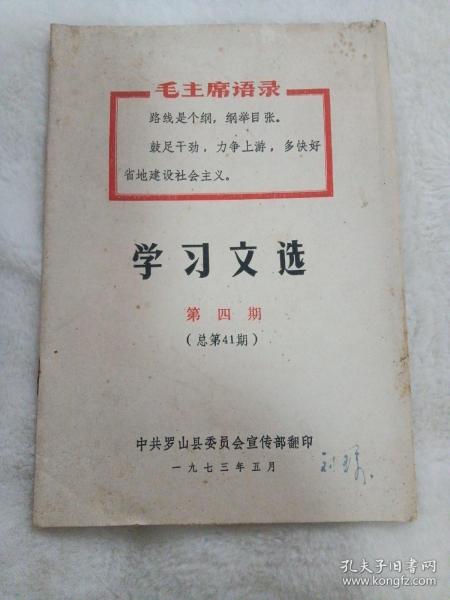 毛主席语录
路线是个纲，纲举目张。
鼓足干劲，力争上游，多快好
省地建设社会主义。
学习文选
第四期
（总第41期）
中共罗山县委员会宣传部翻印
一九七三年五月
孔夫子旧书网
www.kongfz.com